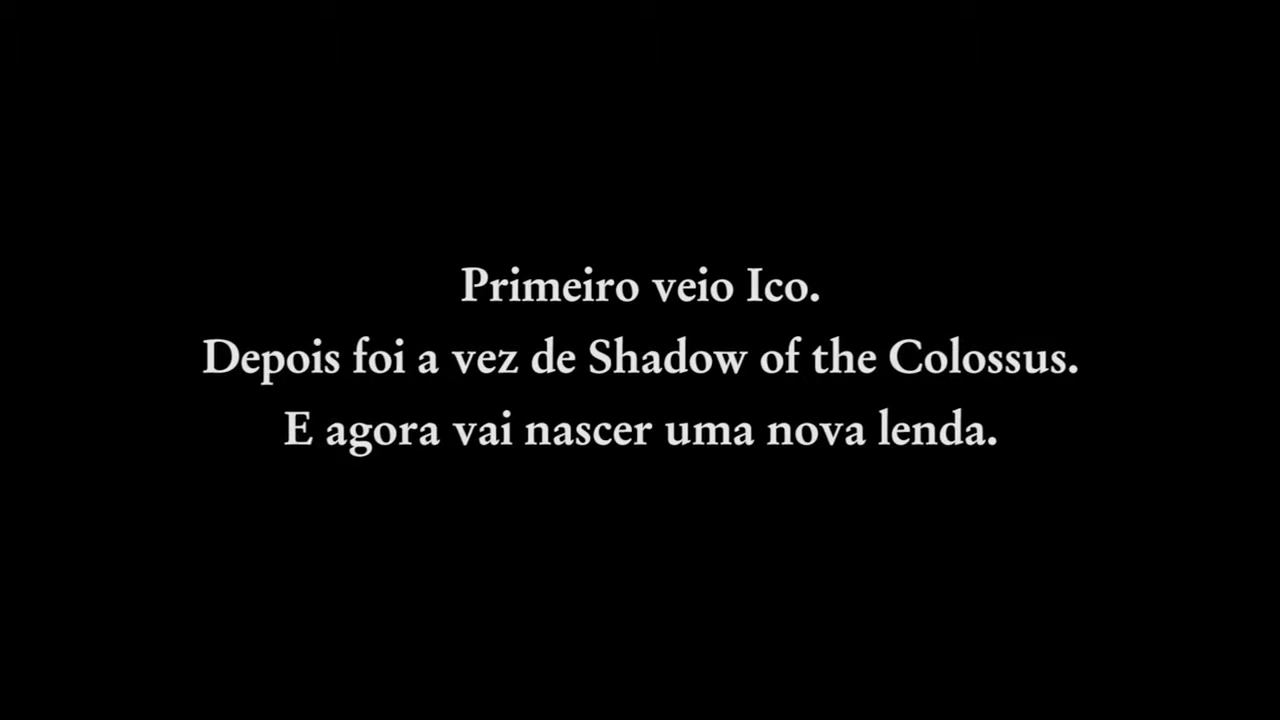 Primeiro veio Ico.
Depois foi a vez de Shadow of the Colossus.
E agora vai nascer uma nova lenda.